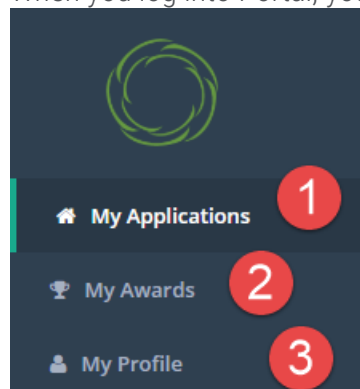 When you log into Portal, yo
My Applications 1
My Awards 2
My Profile 3